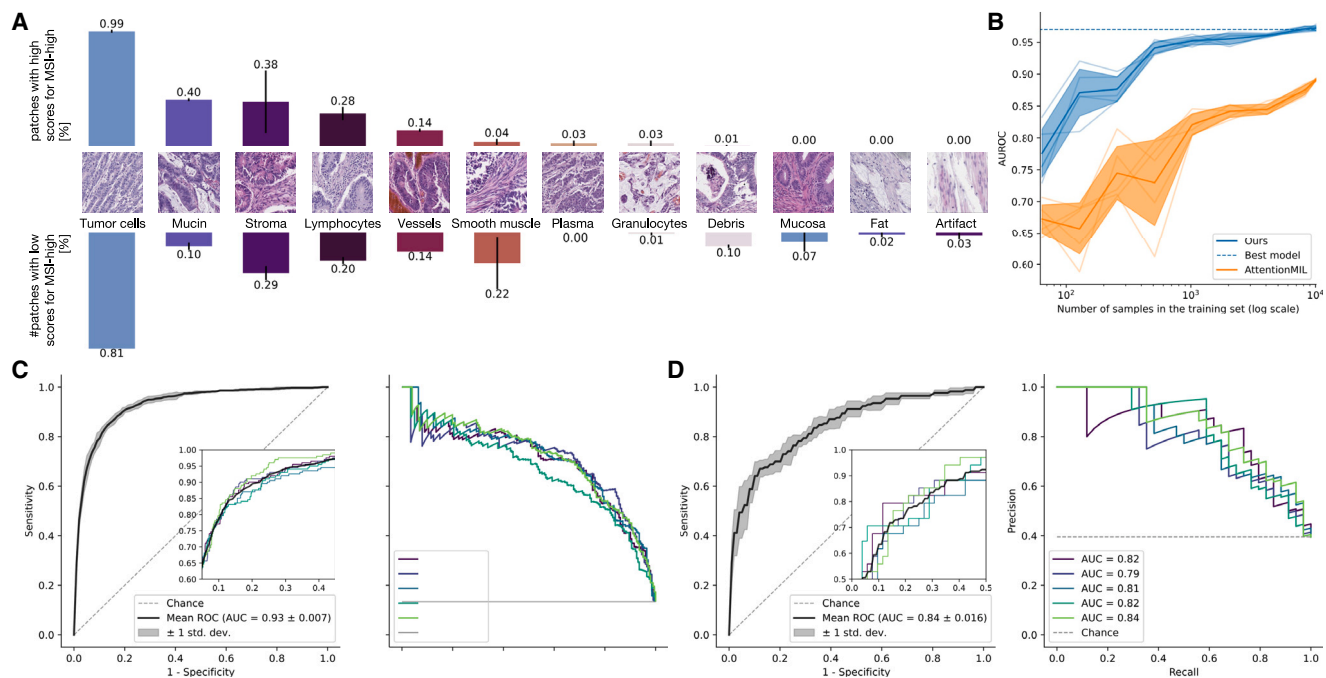 A
patches with high
scores for MSI-high
[%]
0.99
0.40
0.38
0.28
0.14
0.04
0.03
0.03
0.01
0.00
0.00
0.00
Tumor cells
Mucin
Stroma
Lymphocytes
Vessels
Smooth muscle
Plasma
Granulocytes
Debris
Mucosa
Fat
Artifact
#patches with low
scores for MSI-high
[%]
0.81
0.10
0.29
0.20
0.14
0.22
0.00
0.01
0.10
0.07
0.02
0.03
B
AUROC
0.95
0.90
0.85
0.80
0.75
0.70
0.65
0.60
Ours
Best model
AttentionMIL
10² 10³ 10⁴
Number of samples in the training set (log scale)
C
Sensitivity
1.0
0.8
0.6
0.4
0.2
0.0
1.00
0.95
0.90
0.85
0.80
0.75
0.70
0.65
0.60
0.1 0.2 0.3 0.4
Chance
Mean ROC (AUC = 0.93 ± 0.007)
± 1 std. dev.
0.0 0.2 0.4 0.6 0.8 1.0
1 - Specificity
D
Sensitivity
1.0
0.8
0.6
0.4
0.2
0.0
1.0
0.9
0.8
0.7
0.6
0.5
0.0 0.1 0.2 0.3 0.4 0.5
Chance
Mean ROC (AUC = 0.84 ± 0.016)
± 1 std. dev.
0.0 0.2 0.4 0.6 0.8 1.0
1 - Specificity
Precision
1.0
0.8
0.6
0.4
0.2
0.0
AUC = 0.82
AUC = 0.79
AUC = 0.81
AUC = 0.82
AUC = 0.84
Chance
0.0 0.2 0.4 0.6 0.8 1.0
Recall